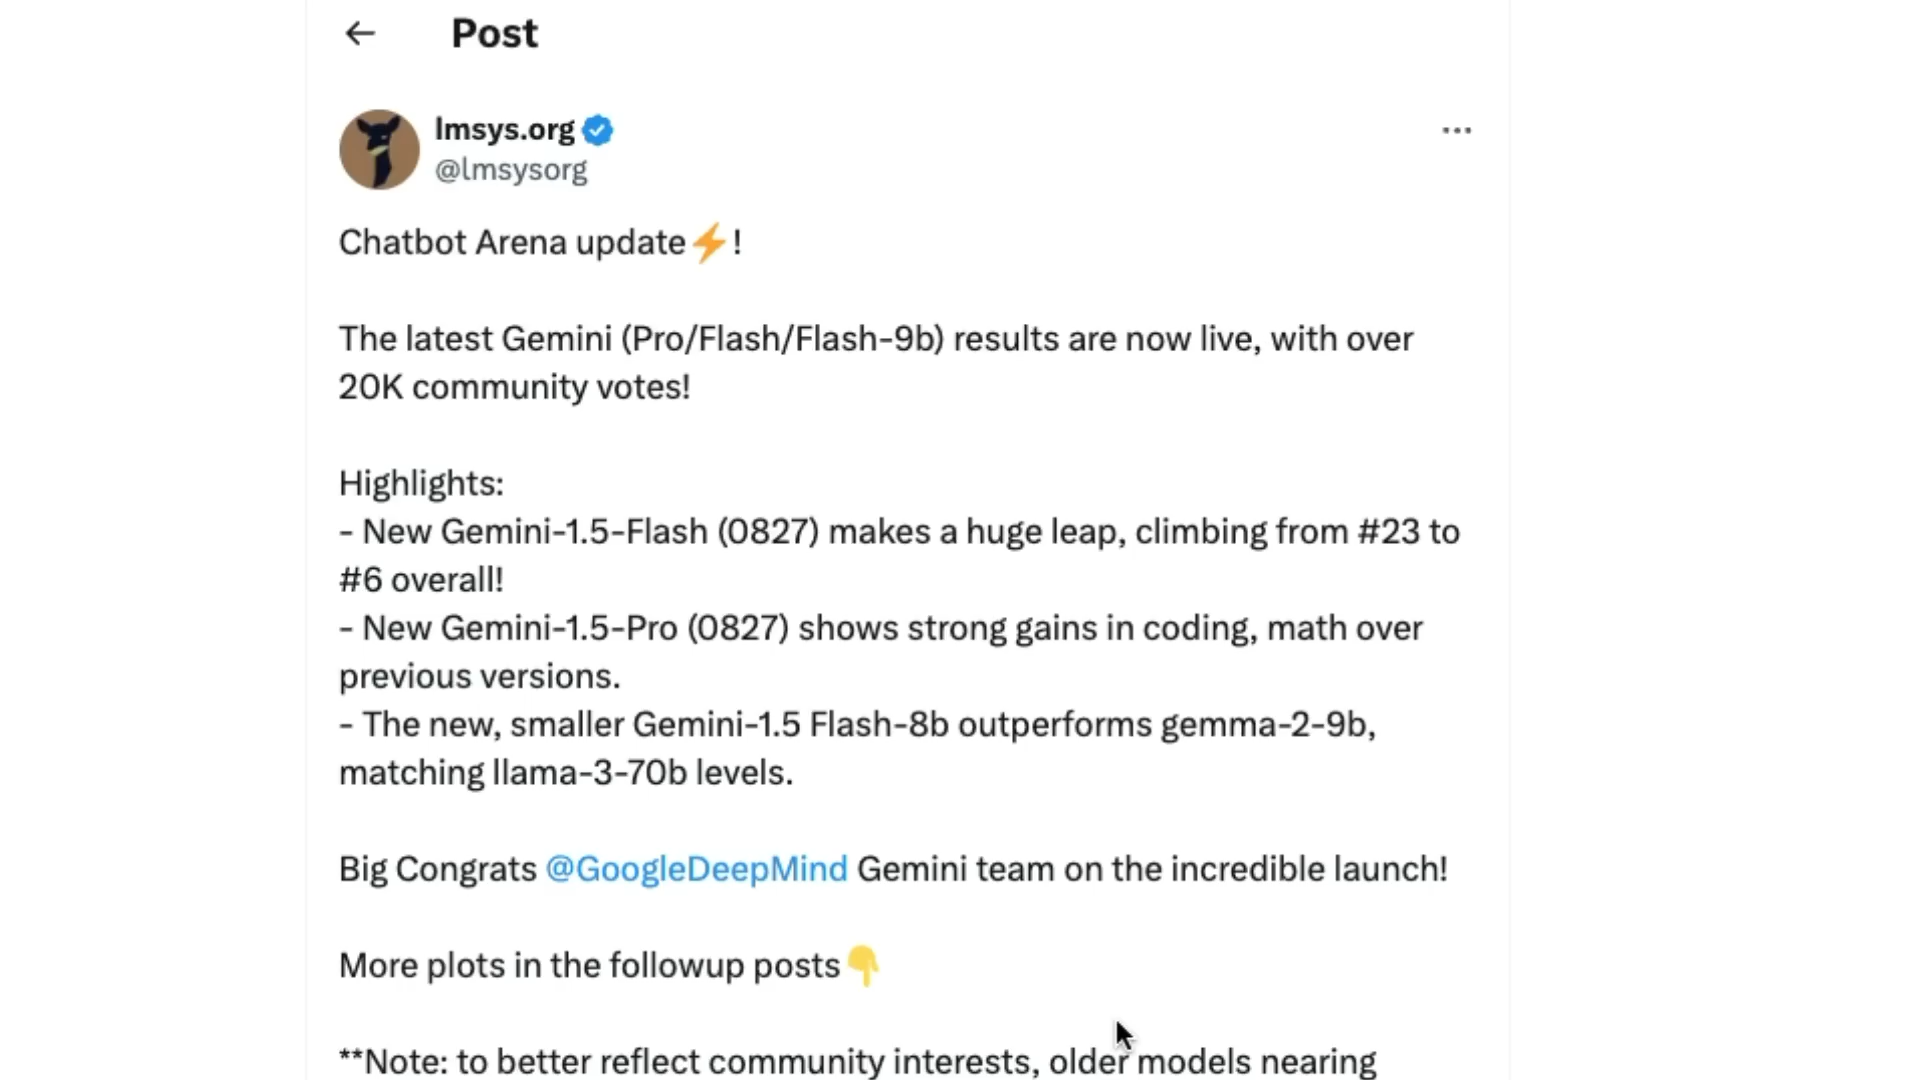 Post
lmsys.org
@lmsysorg
Chatbot Arena update⚡!
The latest Gemini (Pro/Flash/Flash-9b) results are now live, with over
20K community votes!
Highlights:
- New Gemini-1.5-Flash (0827) makes a huge leap, climbing from #23 to
#6 overall!
- New Gemini-1.5-Pro (0827) shows strong gains in coding, math over
previous versions.
- The new, smaller Gemini-1.5 Flash-8b outperforms gemma-2-9b,
matching llama-3-70b levels.
Big Congrats @GoogleDeepMind Gemini team on the incredible launch!
More plots in the followup posts👇
**Note: to better reflect community interests, older models nearing